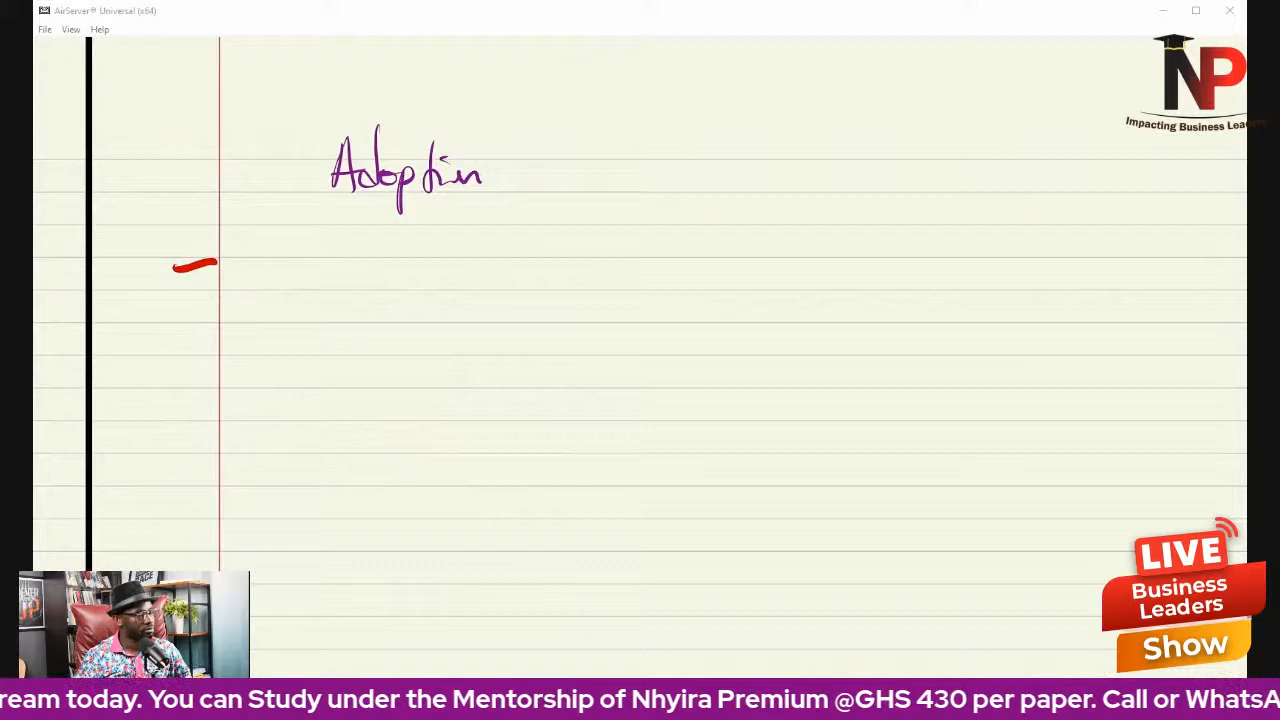 AirServer® Universal (x64)
File View Help
NP
Impacting Business Leaders
Adoption
LIVE
Business
Leaders
Show
ream today. You can Study under the Mentorship of Nhyira Premium @GHS 430 per paper. Call or WhatsA